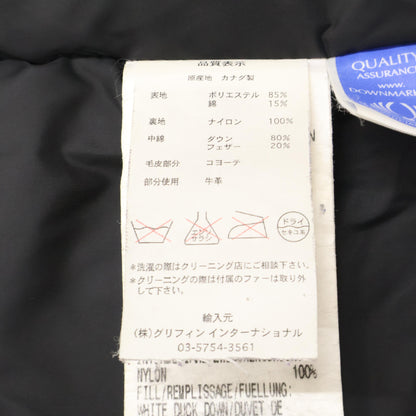 品質表示
原産地 カナダ製
表地 ポリエステル 85%
綿 15%
裏地 ナイロン 100%
中綿 ダウン 80%
フェザー 20%
毛皮部分 コヨーテ
部分使用 牛革
エンソ
サラシ
ドライ
セキユ系
*洗濯の際はクリーニング店にご相談下さい。
*クリーニングの際は付属のファーは取り外
して下さい。
輸入元
(株)グリフィン インターナショナル
03-5754-3561
NYLON 100%
FILL/REMPLISSAGE/FUELLUNG:
WHITE DUCK DOWN/DUVET DE
QUALITY
ASSURANCE
WWW.
DOWNMARK